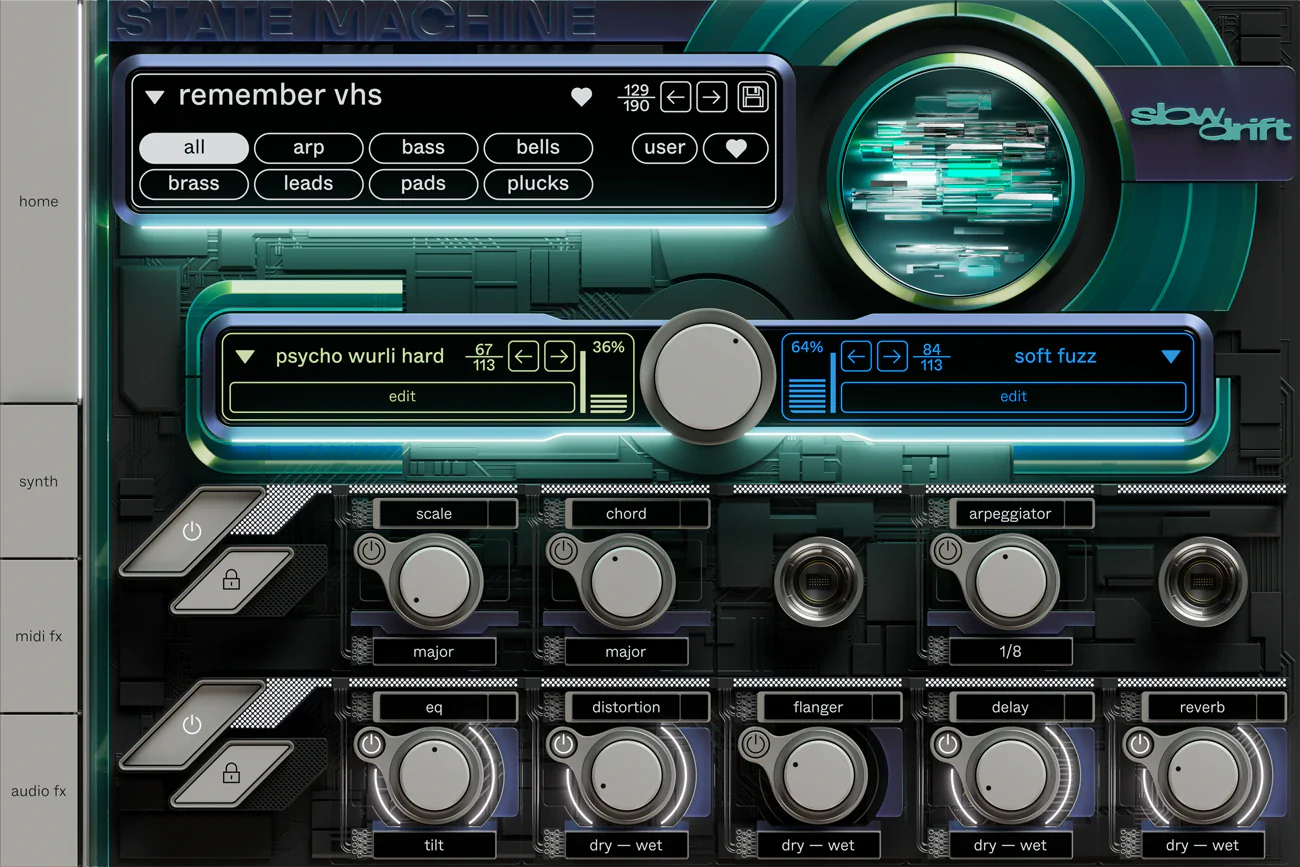 STATE MACHINE
remember vhs
129
190
all
arp
bass
bells
user
brass
leads
pads
plucks
slow
drift
home
psycho wurli hard
67
113
36%
edit
64%
84
113
soft fuzz
edit
synth
scale
chord
arpeggiator
major
major
1/8
midi fx
eq
distortion
flanger
delay
reverb
audio fx
tilt
dry — wet
dry — wet
dry — wet
dry — wet